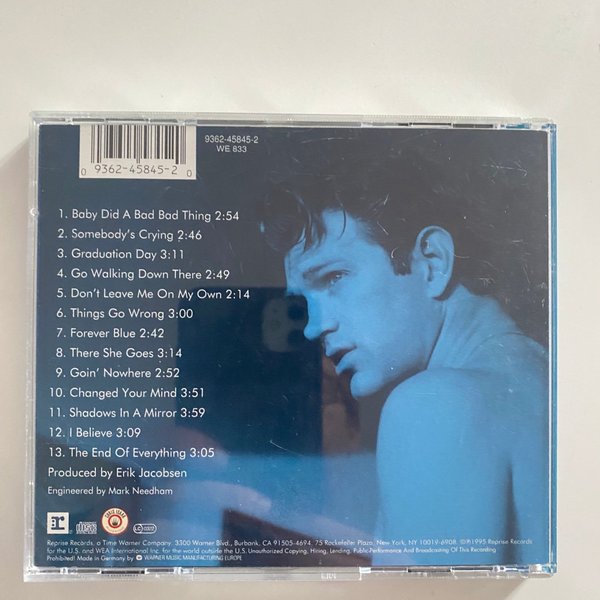 9362-45845-2
WE 833
0 9362-45845-2 0
1. Baby Did A Bad Bad Thing 2:54
2. Somebody's Crying 2:46
3. Graduation Day 3:11
4. Go Walking Down There 2:49
5. Don't Leave Me On My Own 2:14
6. Things Go Wrong 3:00
7. Forever Blue 2:42
8. There She Goes 3:14
9. Goin' Nowhere 2:52
10. Changed Your Mind 3:51
11. Shadows In A Mirror 3:59
12. I Believe 3:09
13. The End Of Everything 3:05
Produced by Erik Jacobsen
Engineered by Mark Needham
Reprise Records, a Time Warner Company. 3300 Warner Blvd., Burbank, CA 91505-4694. 75 Rockefeller Plaza, New York, NY 10019-6908. ©℗1995 Reprise Records
for the U.S. and WEA International Inc. for the world outside the U.S. Unauthorized Copying, Hiring, Lending, Public Performance And Broadcasting Of This Recording
Prohibited! Made in Germany by WARNER MUSIC MANUFACTURING EUROPE